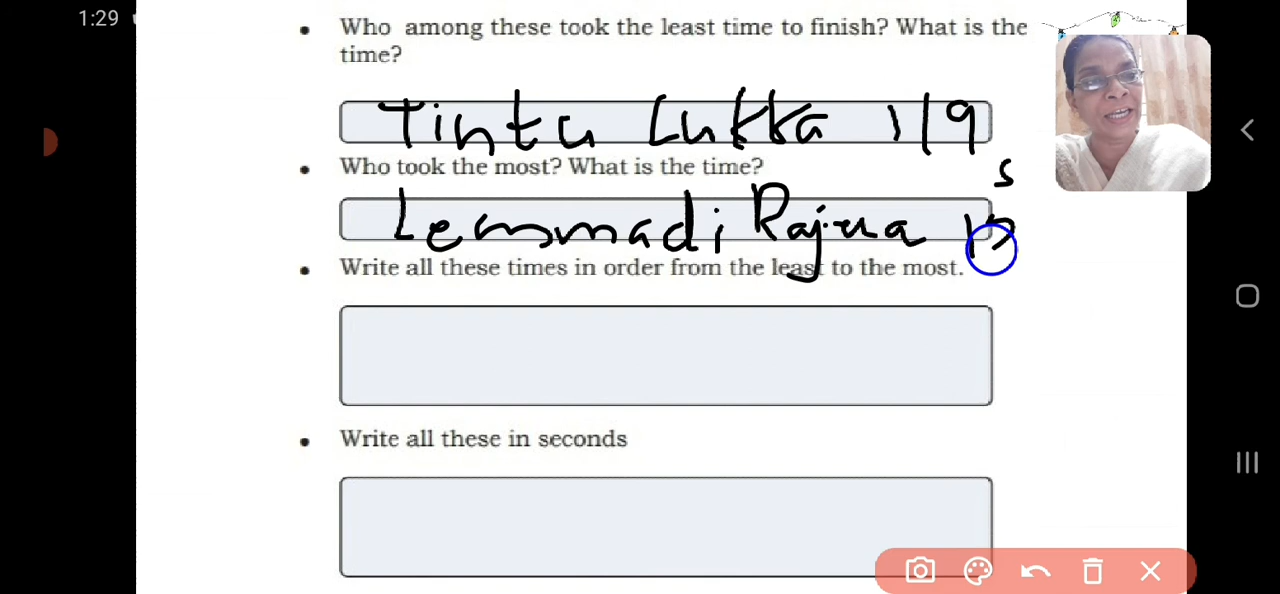 1:29
Who among these took the least time to finish? What is the
time?
Tintu Lukka 119
s
Who took the most? What is the time?
Lemmadi Rajua
Write all these times in order from the least to the most.
Write all these in seconds